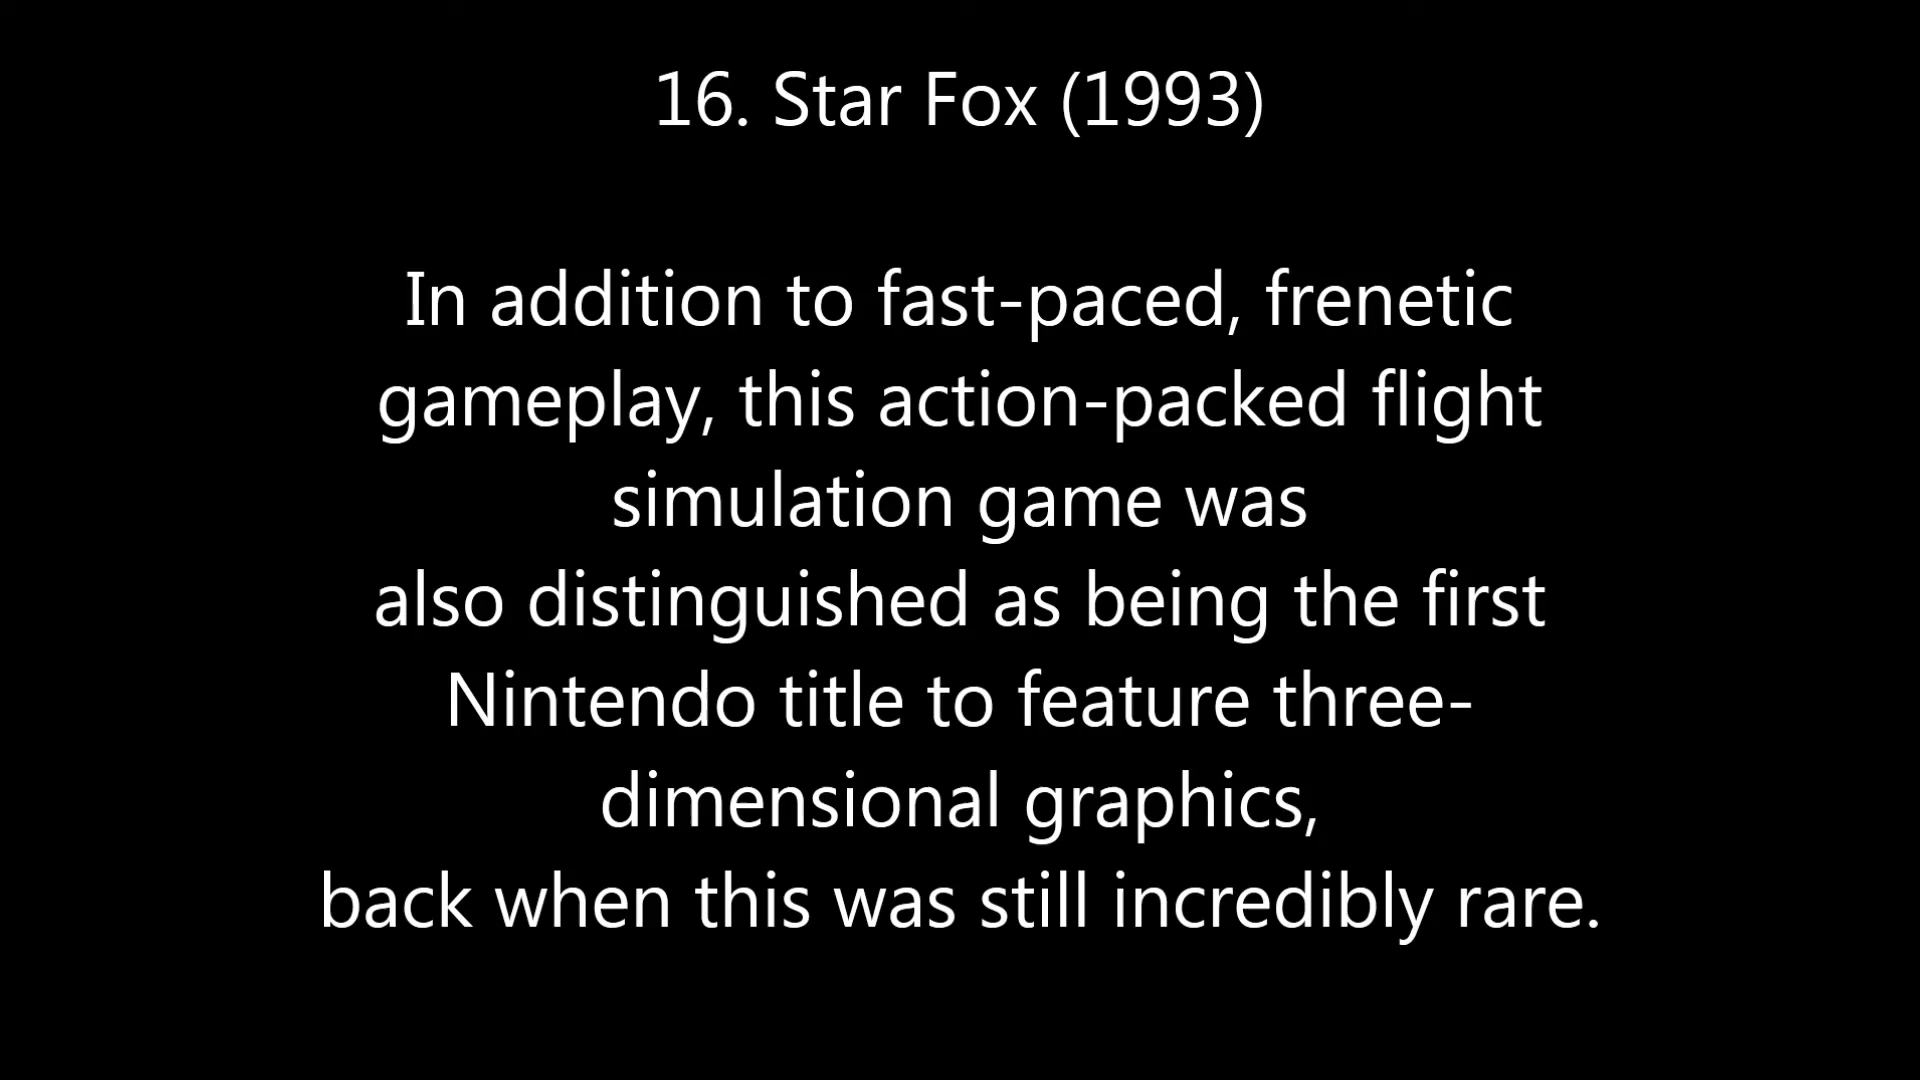 16. Star Fox (1993)
In addition to fast-paced, frenetic
gameplay, this action-packed flight
simulation game was
also distinguished as being the first
Nintendo title to feature three-
dimensional graphics,
back when this was still incredibly rare.